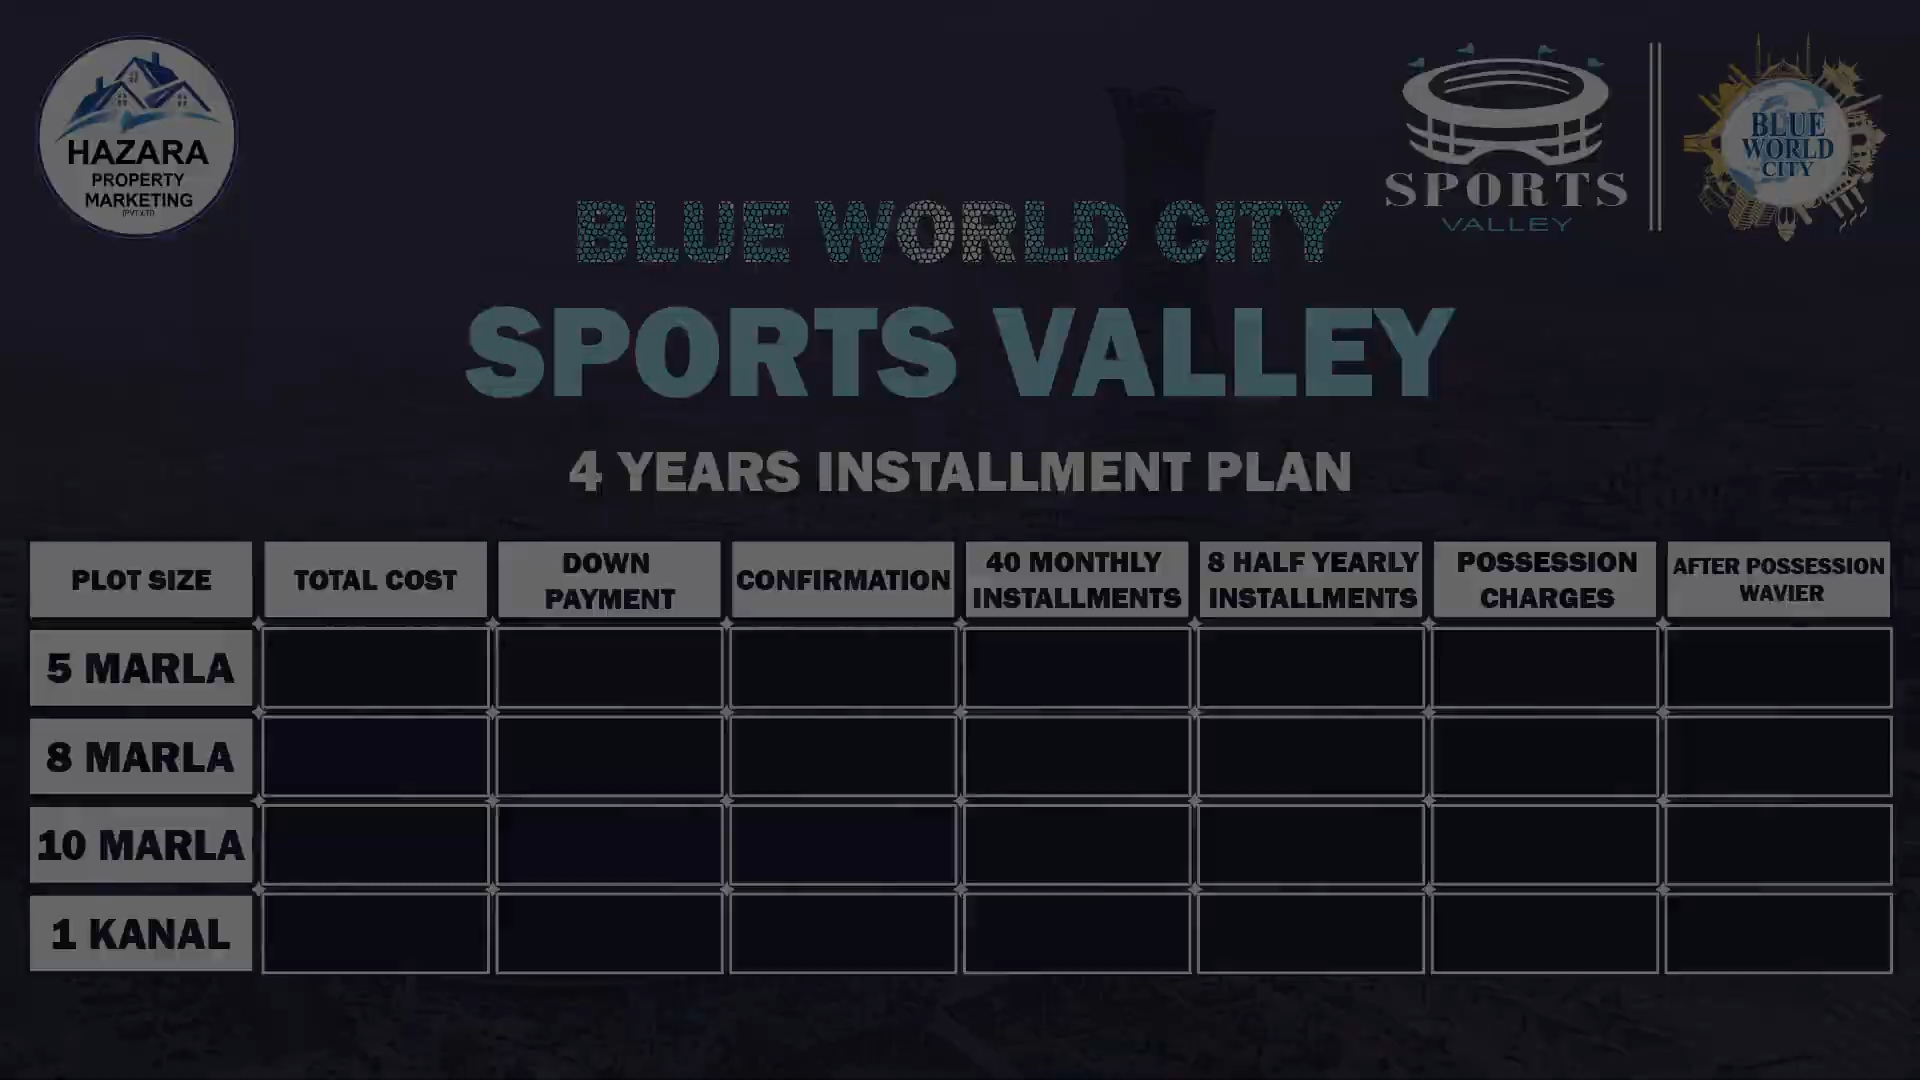 HAZARA
PROPERTY
MARKETING
(PVT.LTD)
SPORTS
VALLEY
BLUE
WORLD
CITY
BLUE WORLD CITY
SPORTS VALLEY
4 YEARS INSTALLMENT PLAN
PLOT SIZE
TOTAL COST
DOWN
PAYMENT
CONFIRMATION
40 MONTHLY
INSTALLMENTS
8 HALF YEARLY
INSTALLMENTS
POSSESSION
CHARGES
AFTER POSSESSION
WAVIER
5 MARLA
8 MARLA
10 MARLA
1 KANAL